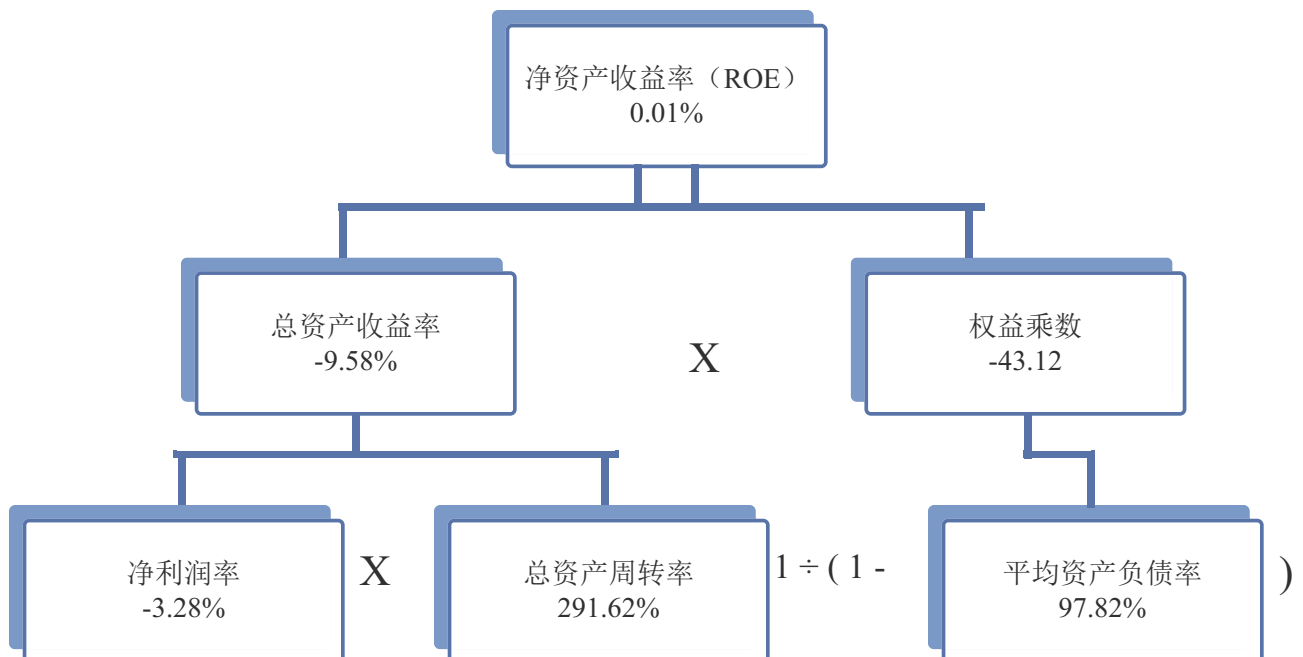 净资产收益率（ROE）
0.01%
总资产收益率
-9.58%
X
权益乘数
-43.12
净利润率
-3.28%
X
总资产周转率
291.62%
1 ÷ ( 1 -
平均资产负债率
97.82%
)